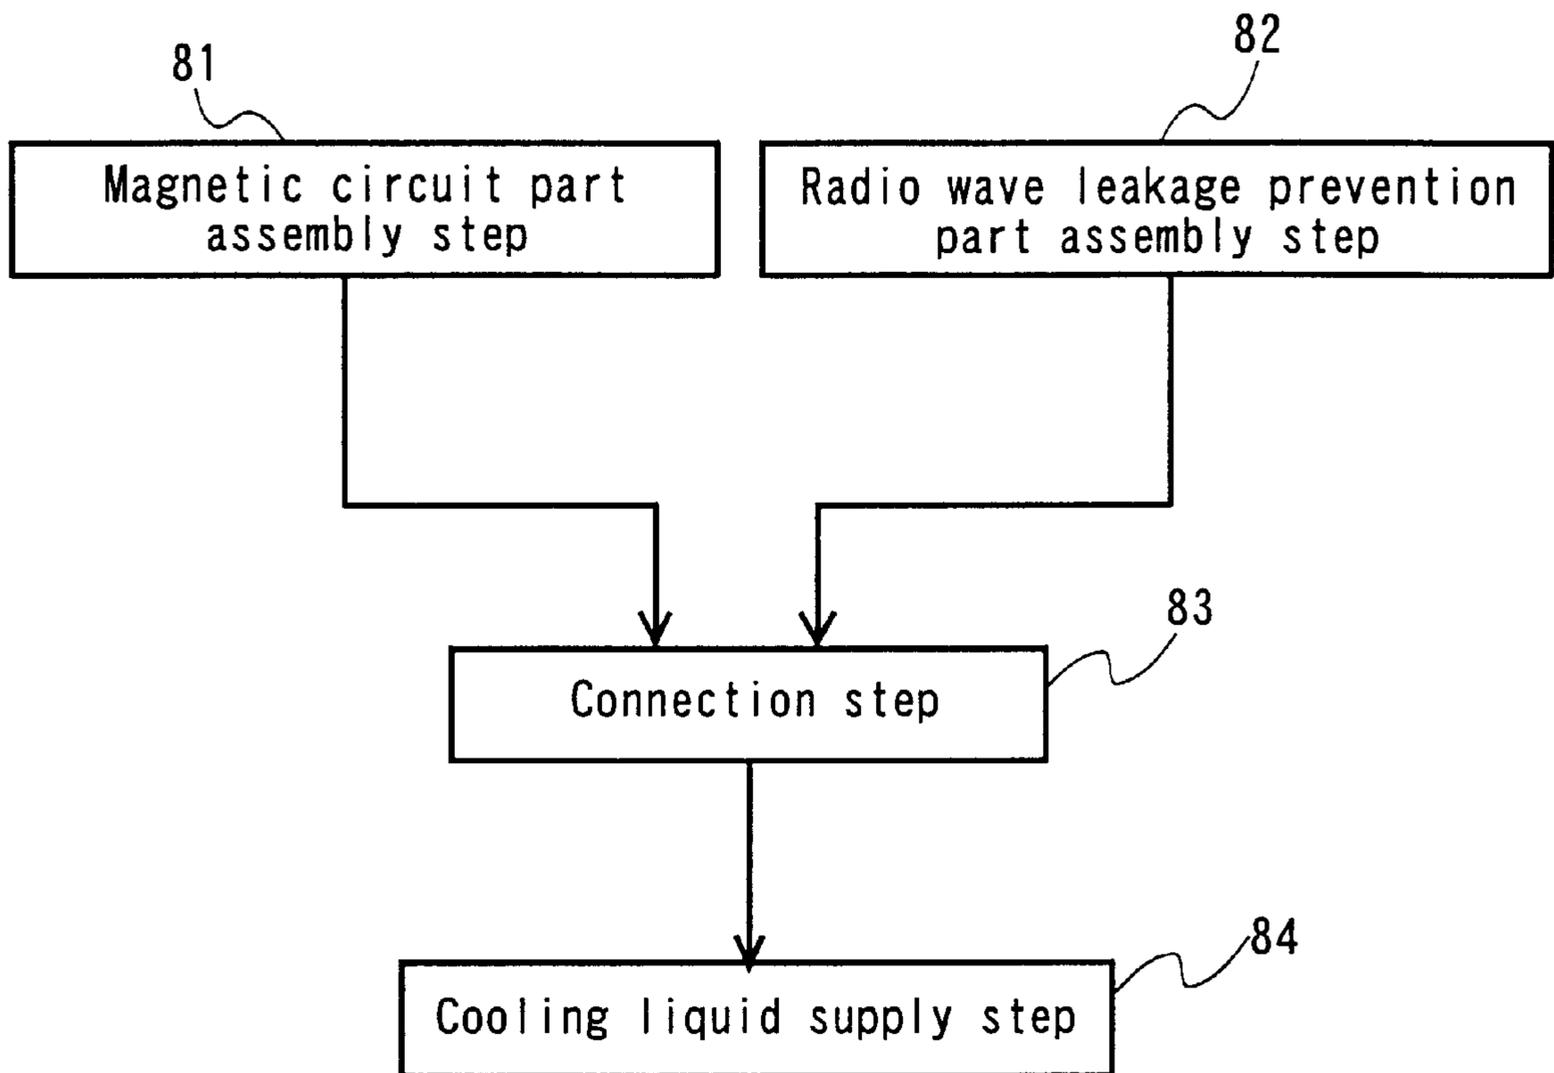 81
82
Magnetic circuit part
assembly step
Radio wave leakage prevention
part assembly step
83
Connection step
84
Cooling liquid supply step